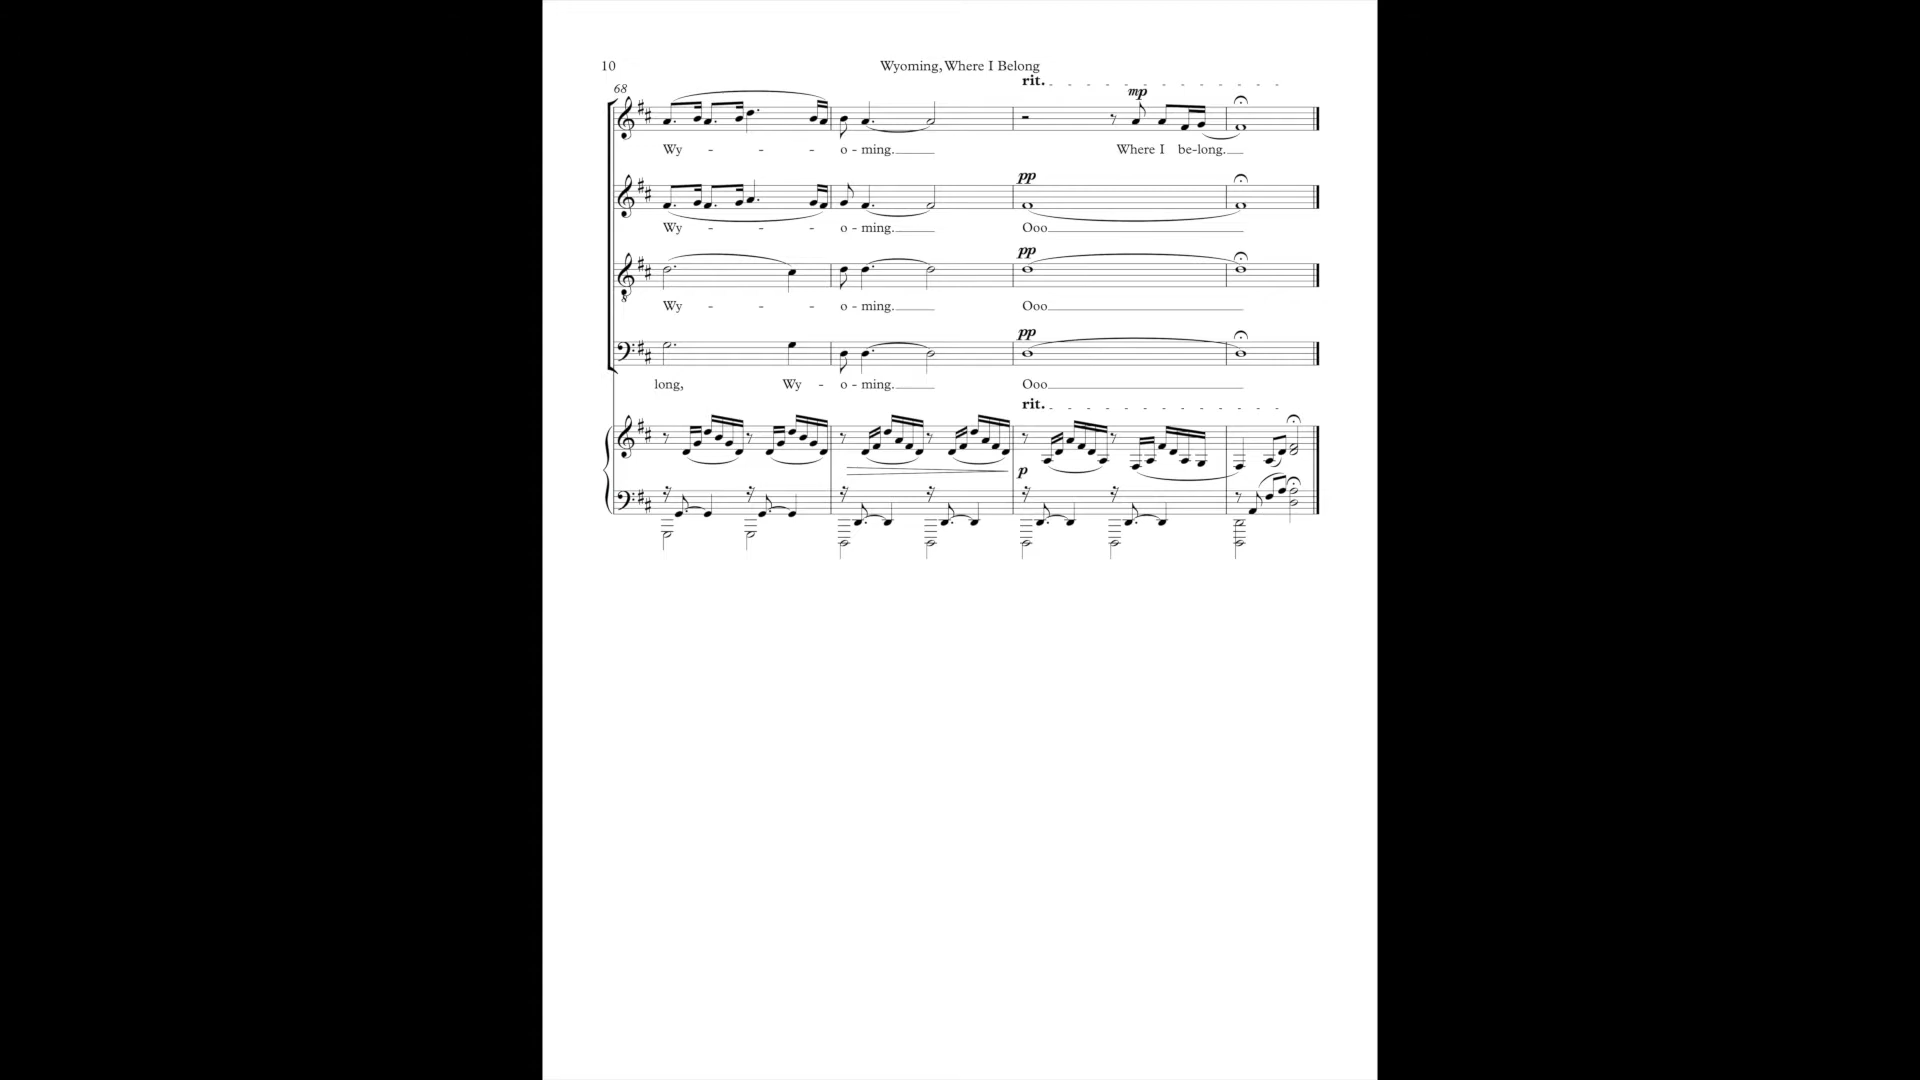 10
Wyoming, Where I Belong
rit.
68
mp
Wy - - - o - ming. Where I be-long.
pp
Wy - - - o - ming. Ooo
pp
8
Wy - - - o - ming. Ooo
pp
long, Wy - o - ming. Ooo
rit.
p